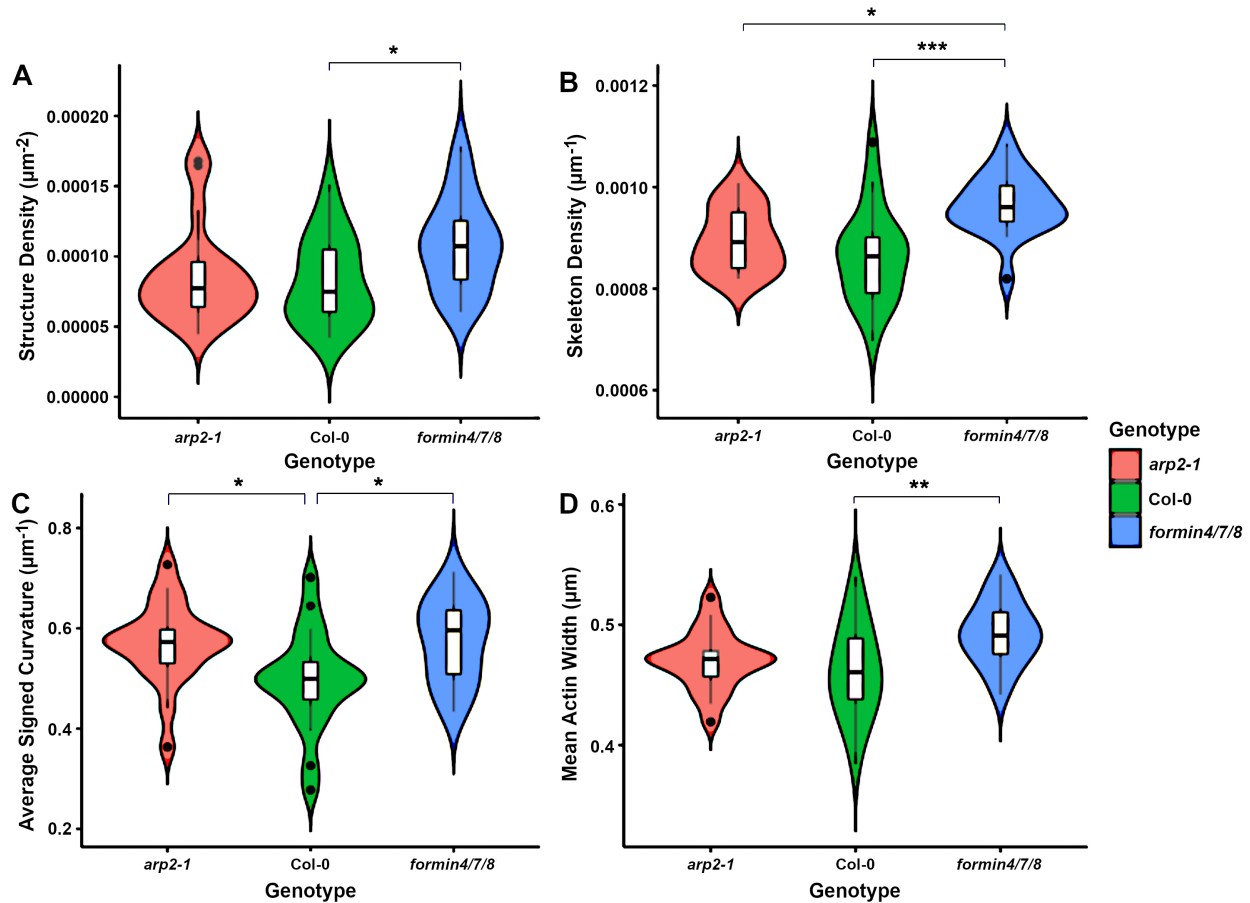 A
*
Structure Density (µm-2)
0.00020
0.00015
0.00010
0.00005
0.00000
arp2-1 Col-0 formin4/7/8
Genotype
B
*
***
Skeleton Density (µm-1)
0.0012
0.0010
0.0008
0.0006
arp2-1 Col-0 formin4/7/8
Genotype
Genotype
arp2-1
Col-0
formin4/7/8
C
* *
Average Signed Curvature (µm-1)
0.8
0.6
0.4
0.2
arp2-1 Col-0 formin4/7/8
Genotype
D
**
Mean Actin Width (µm)
0.6
0.5
0.4
arp2-1 Col-0 formin4/7/8
Genotype